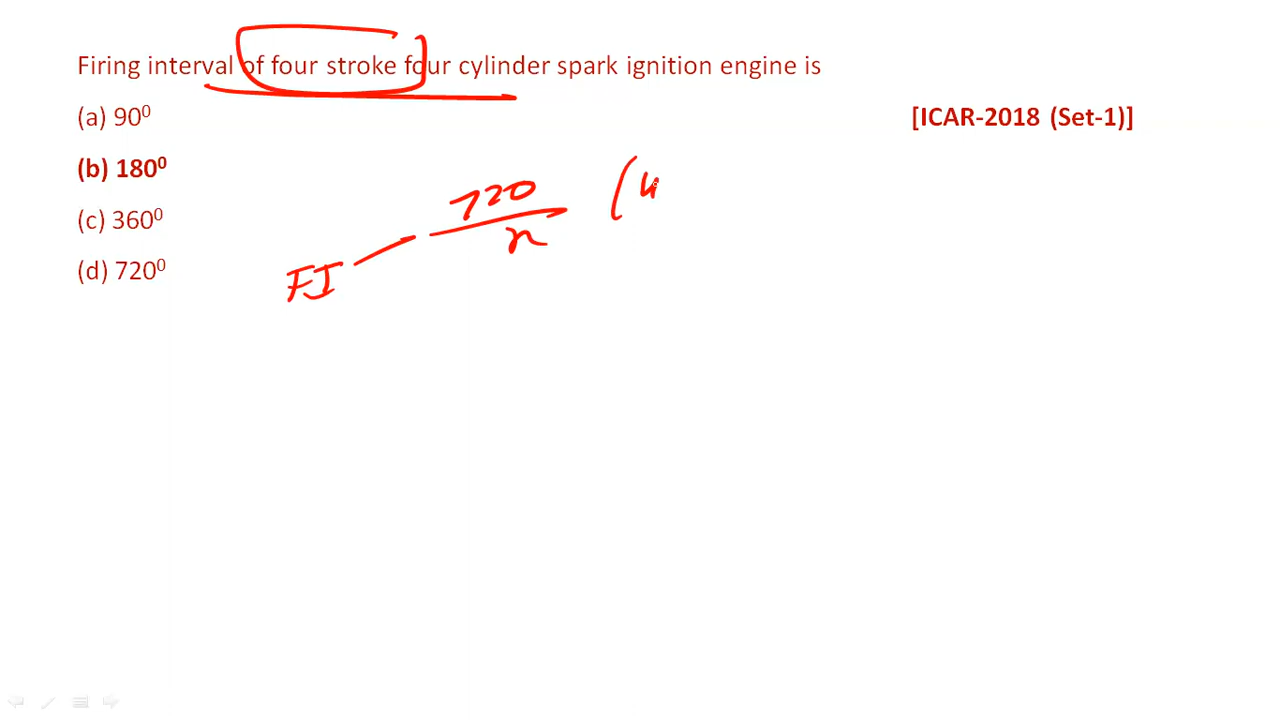 Firing interval of four stroke four cylinder spark ignition engine is
(a) 90⁰
[ICAR-2018 (Set-1)]
(b) 180⁰
(c) 360⁰
(d) 720⁰
FI — 720/n (4